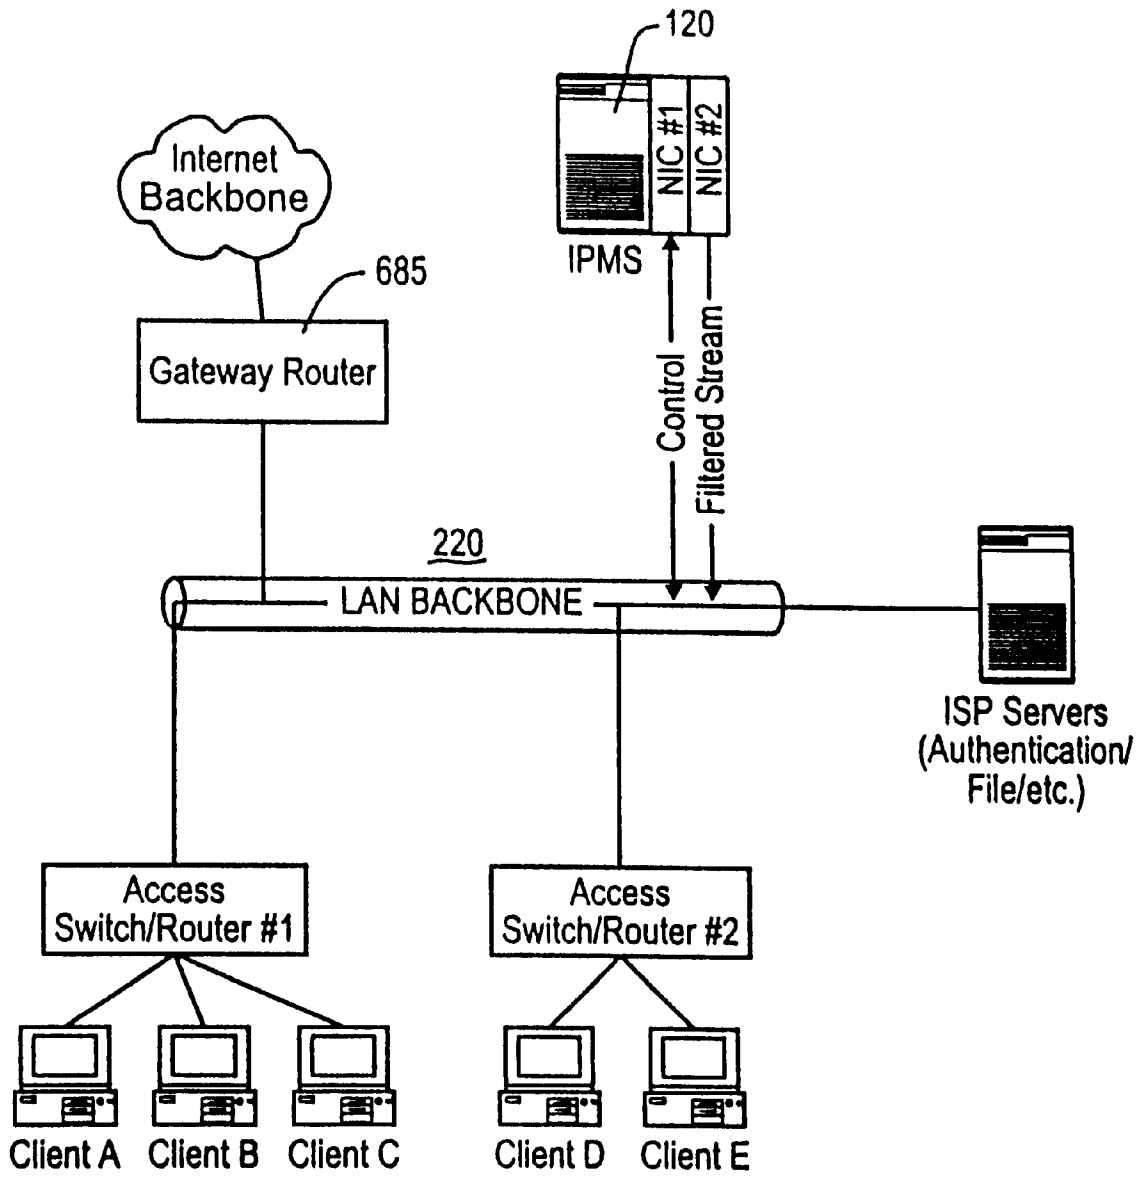 120
Internet
Backbone
NIC #1
NIC #2
IPMS
685
Gateway Router
Control
Filtered Stream
220
LAN BACKBONE
ISP Servers
(Authentication/
File/etc.)
Access
Switch/Router #1
Access
Switch/Router #2
Client A
Client B
Client C
Client D
Client E